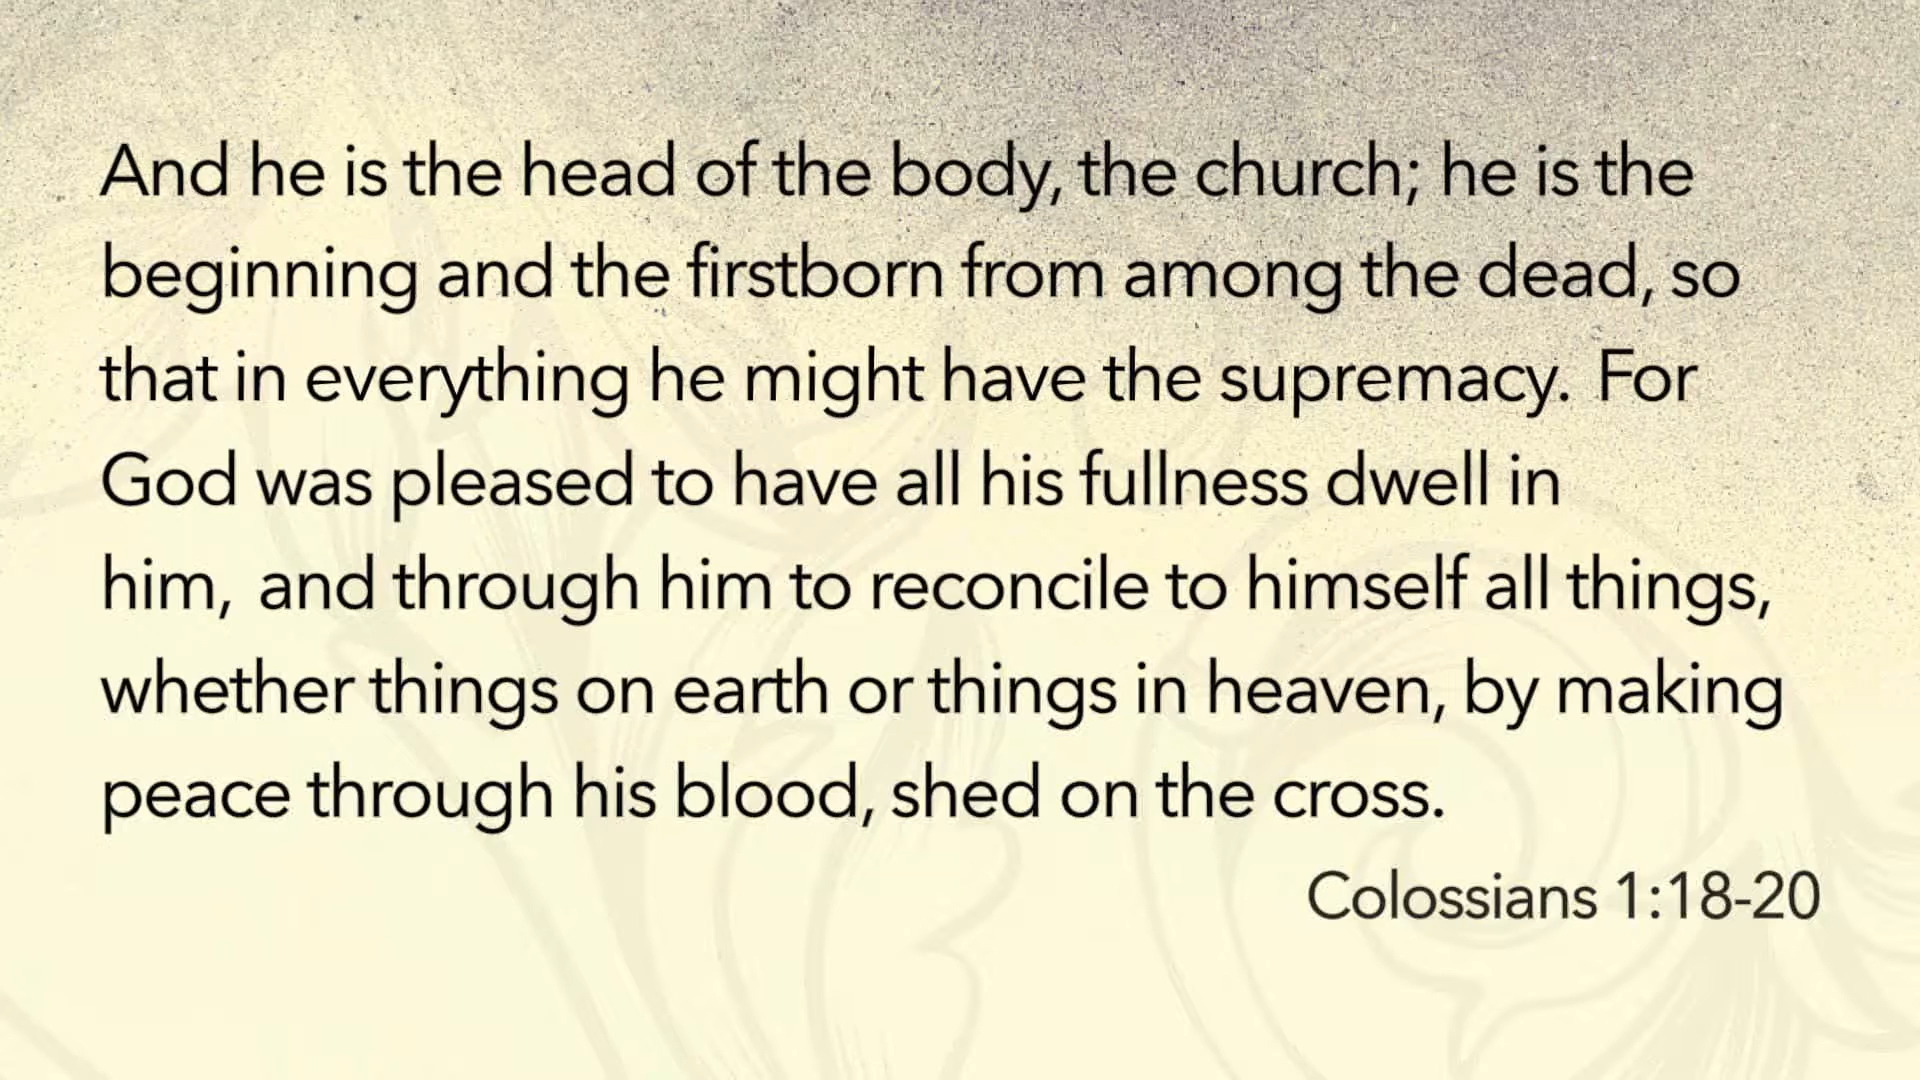 And he is the head of the body, the church; he is the
beginning and the firstborn from among the dead, so
that in everything he might have the supremacy. For
God was pleased to have all his fullness dwell in
him, and through him to reconcile to himself all things,
whether things on earth or things in heaven, by making
peace through his blood, shed on the cross.
Colossians 1:18-20